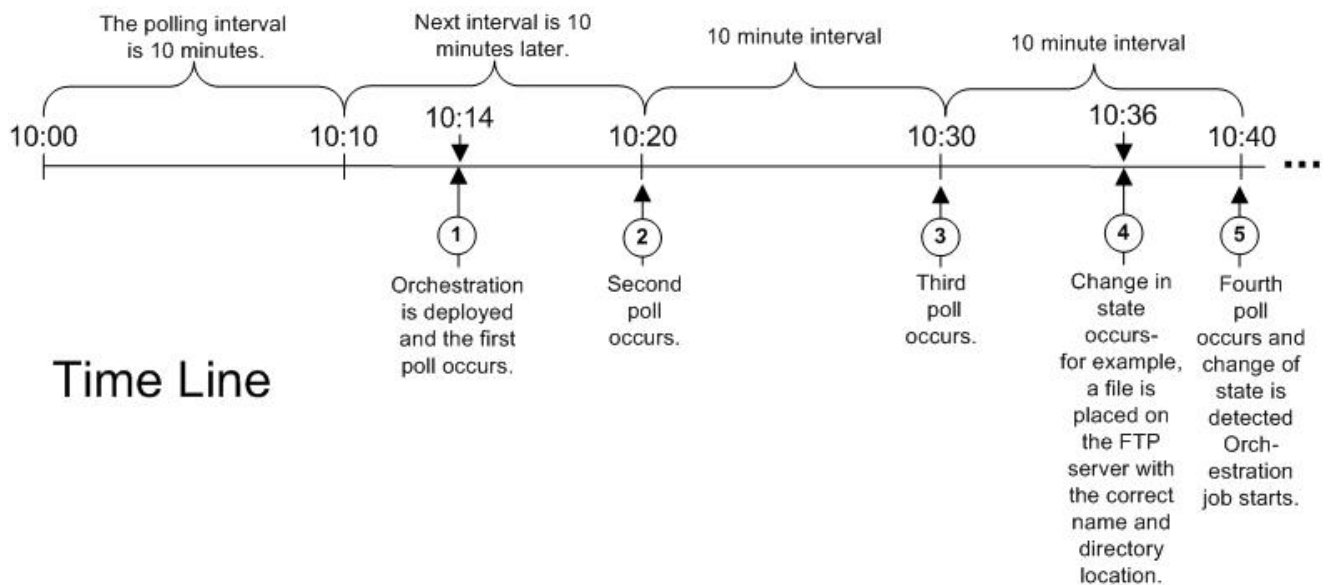 The polling interval
is 10 minutes.
Next interval is 10
minutes later.
10 minute interval
10 minute interval
10:00
10:10
10:14
10:20
10:30
10:36
10:40
...
1
Orchestration
is deployed
and the first
poll occurs.
2
Second
poll
occurs.
3
Third
poll
occurs.
4
Change in
state
occurs-
for example,
a file is
placed on
the FTP
server with
the correct
name and
directory
location.
5
Fourth
poll
occurs and
change of
state is
detected
Orch-
estration
job starts.
Time Line